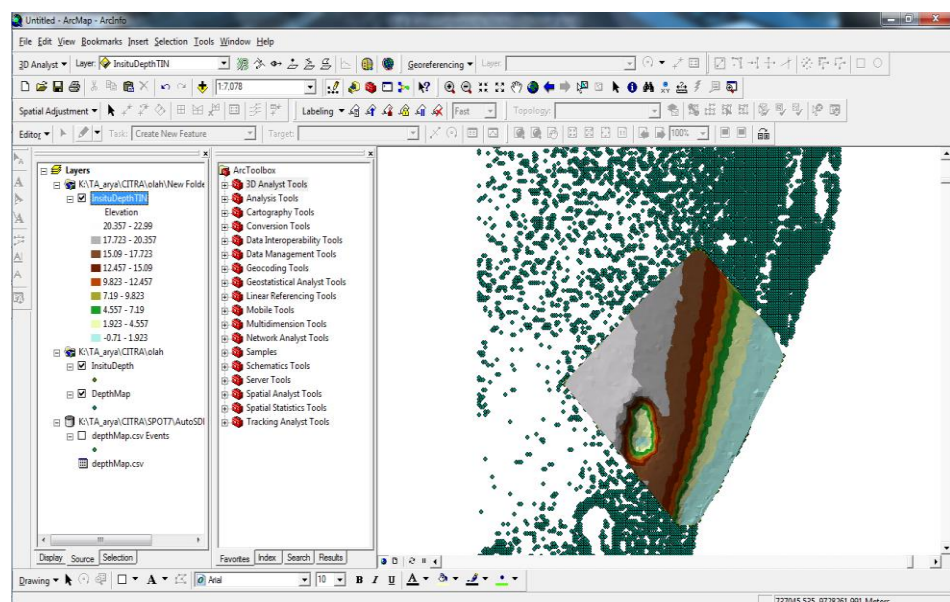 Untitled - ArcMap - ArcInfo
File Edit View Bookmarks Insert Selection Tools Window Help
3D Analyst Layer: InsituDepthTIN Georeferencing Layer:
1:7,078
Spatial Adjustment Labeling Fast Topology:
Editor Task: Create New Feature Target: 100%
Layers
K:\TA_arya\CITRA\olah\New Folde
InsituDepthTIN
Elevation
20.357 - 22.99
17.723 - 20.357
15.09 - 17.723
12.457 - 15.09
9.823 - 12.457
7.19 - 9.823
4.557 - 7.19
1.923 - 4.557
-0.71 - 1.923
K:\TA_arya\CITRA\olah
InsituDepth
DepthMap
K:\TA_arya\CITRA\SPOT7\AutoSDI
depthMap.csv Events
depthMap.csv
Display Source Selection
ArcToolbox
3D Analyst Tools
Analysis Tools
Cartography Tools
Conversion Tools
Data Interoperability Tools
Data Management Tools
Geocoding Tools
Geostatistical Analyst Tools
Linear Referencing Tools
Mobile Tools
Multidimension Tools
Network Analyst Tools
Samples
Schematics Tools
Server Tools
Spatial Analyst Tools
Spatial Statistics Tools
Tracking Analyst Tools
Favorites Index Search Results
Drawing A Arial 10 B I U A